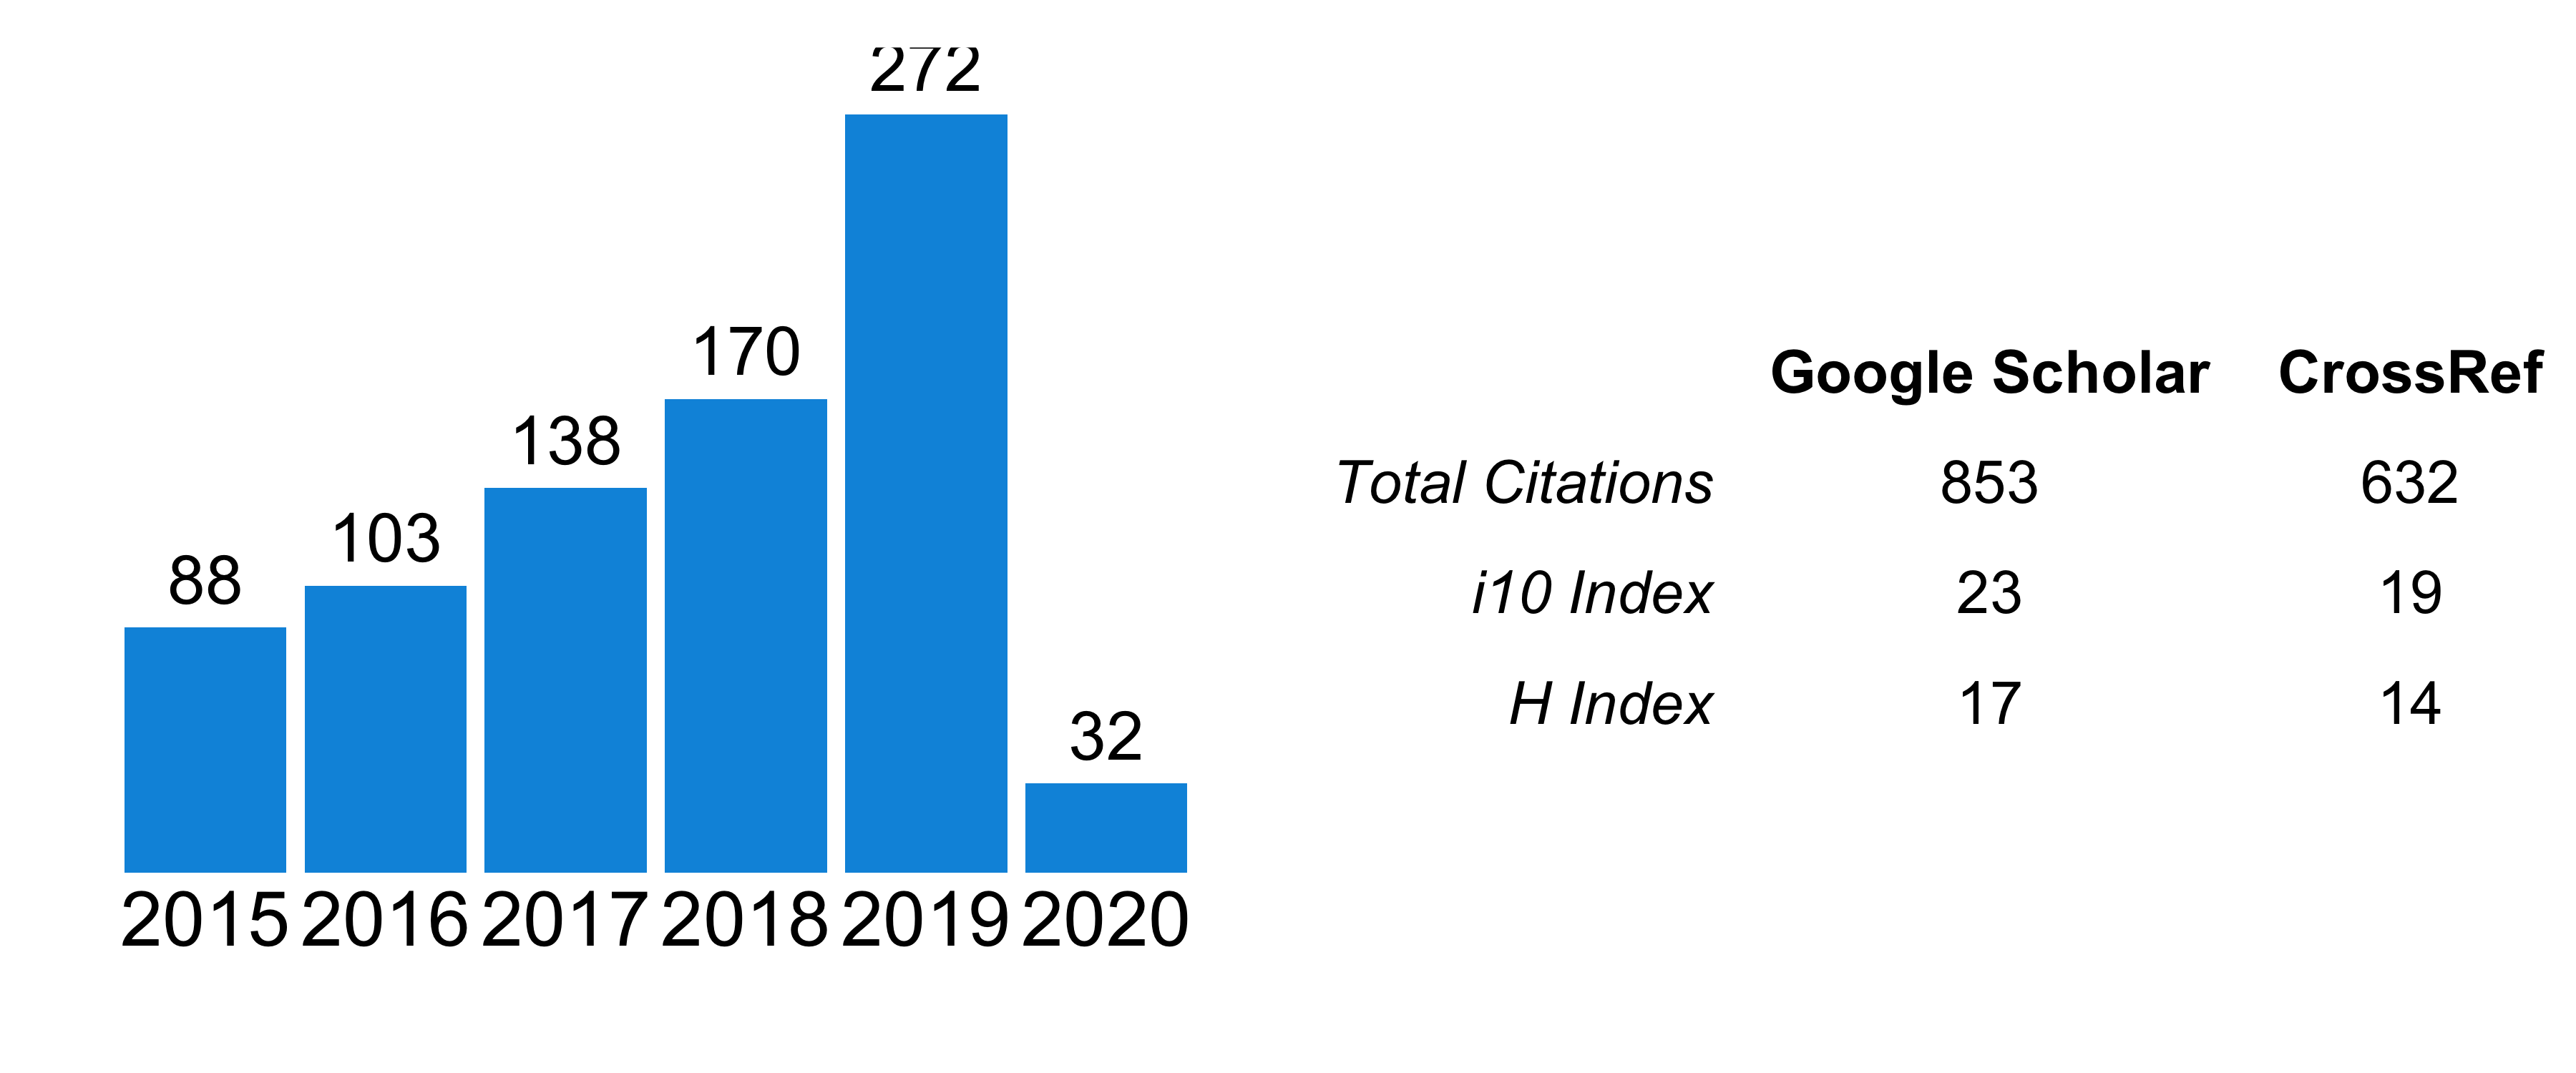 272
170
138
103
88
32
2015 2016 2017 2018 2019 2020
Google Scholar CrossRef
Total Citations 853 632
i10 Index 23 19
H Index 17 14